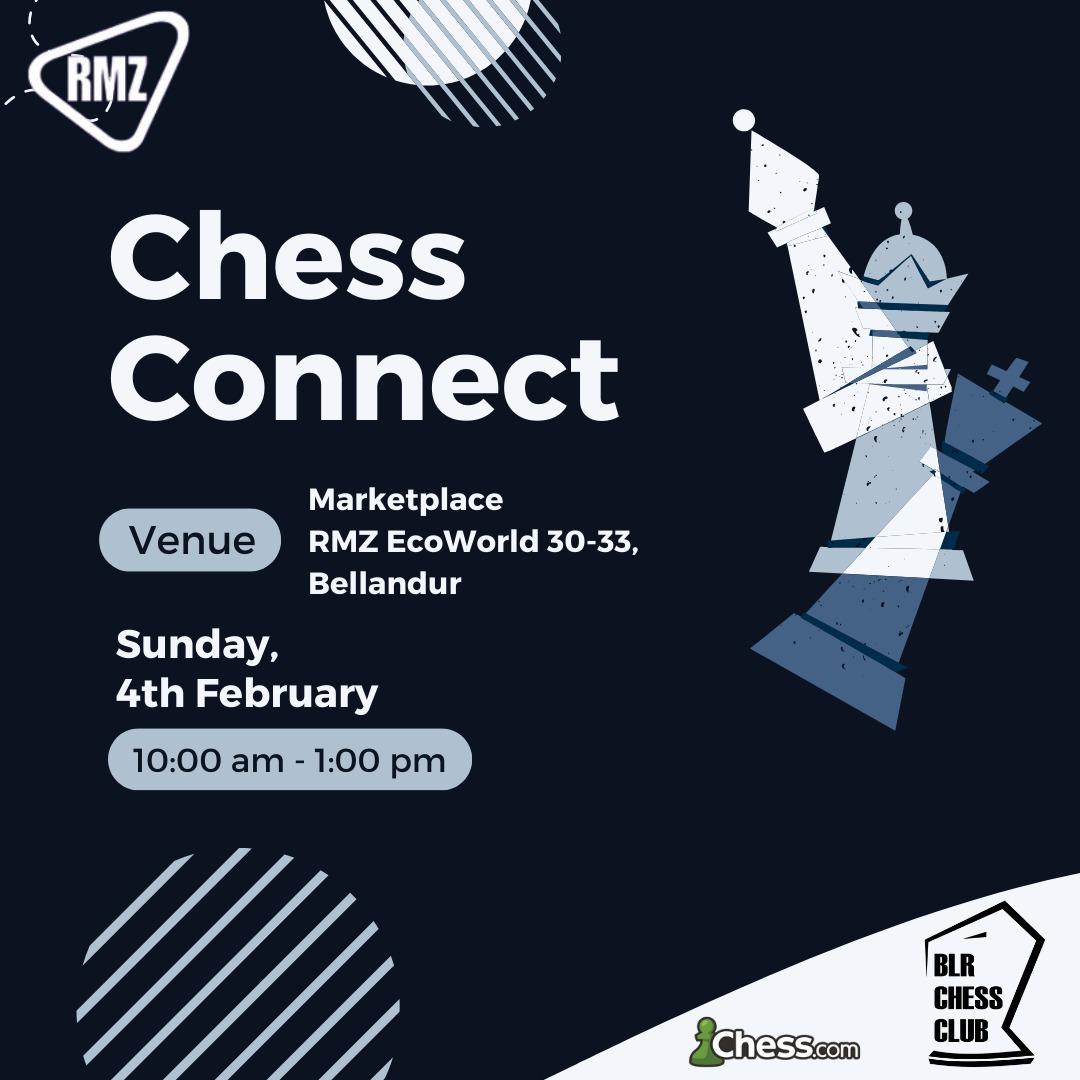 RMZ
Chess
Connect
Venue
Marketplace
RMZ EcoWorld 30-33,
Bellandur
Sunday,
4th February
10:00 am - 1:00 pm
Chess.com
BLR
CHESS
CLUB